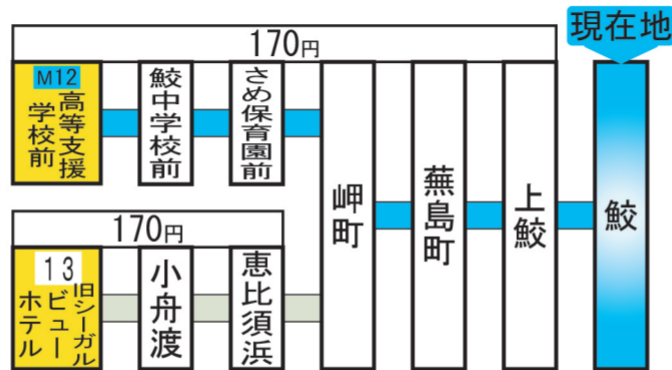 現在地
170円
M12
高等支援
学校前
鮫中学校前
さめ保育園前
岬町
蕪島町
上鮫
鮫
170円
13
旧シーガル
ビュー
ホテル
小舟渡
恵比須浜